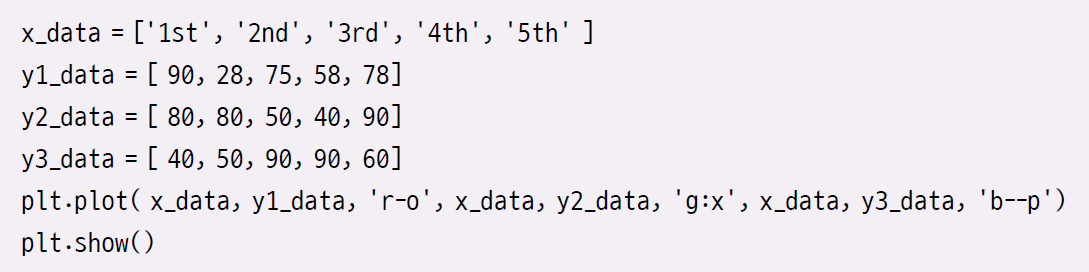 x_data = ['1st', '2nd', '3rd', '4th', '5th' ]
y1_data = [ 90, 28, 75, 58, 78]
y2_data = [ 80, 80, 50, 40, 90]
y3_data = [ 40, 50, 90, 90, 60]
plt.plot( x_data, y1_data, 'r-o', x_data, y2_data, 'g:x', x_data, y3_data, 'b--p')
plt.show()